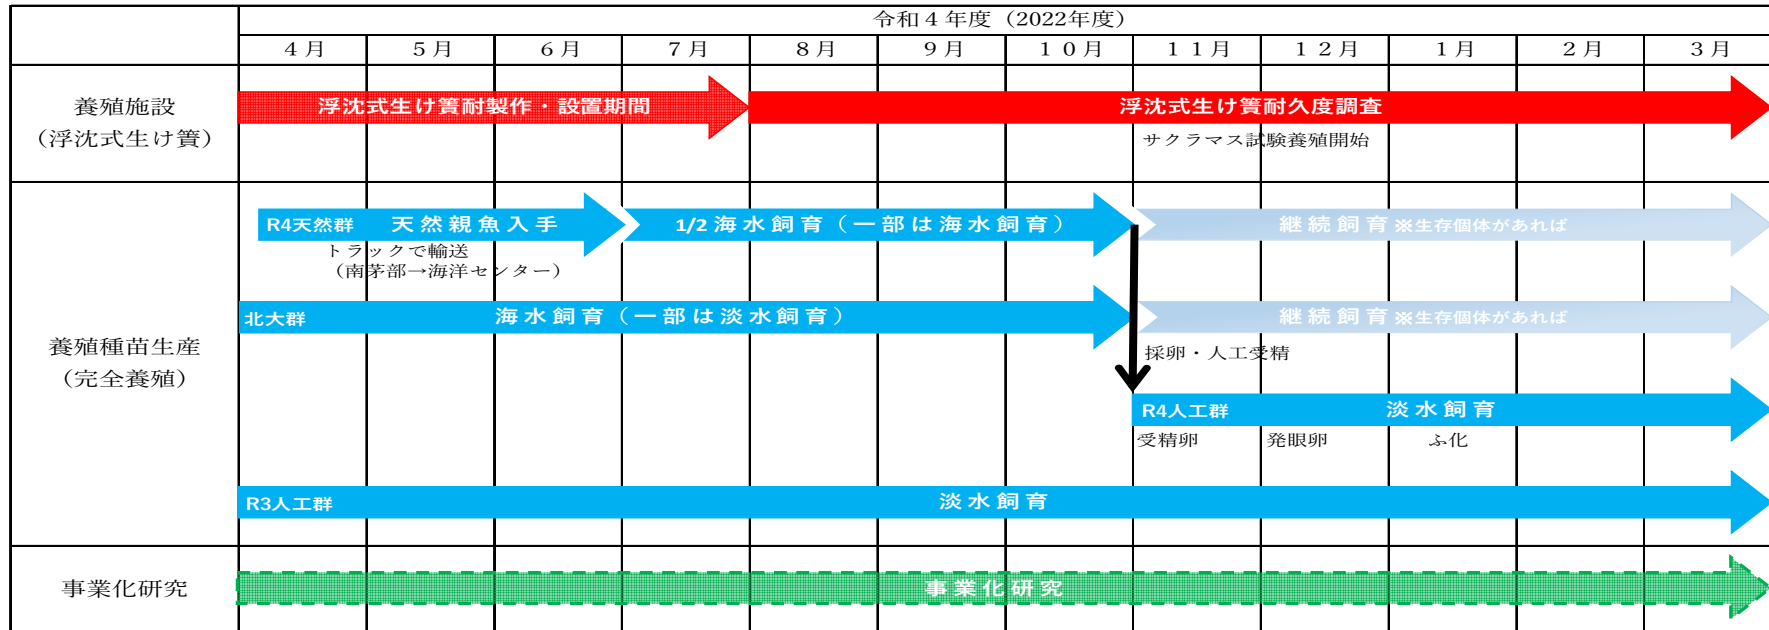 令和４年度（2022年度）
４月 ５月 ６月 ７月 ８月 ９月 １０月 １１月 １２月 １月 ２月 ３月
養殖施設
（浮沈式生け簀）
浮沈式生け簀耐製作・設置期間
浮沈式生け簀耐久度調査
サクラマス試験養殖開始
養殖種苗生産
（完全養殖）
R4天然群 天然親魚入手
1/2 海水飼育（一部は海水飼育）
継続飼育※生存個体があれば
トラックで輸送
（南茅部→海洋センター）
北大群 海水飼育（一部は淡水飼育）
継続飼育※生存個体があれば
採卵・人工受精
R4人工群 淡水飼育
受精卵 発眼卵 ふ化
R3人工群 淡水飼育
事業化研究
事業化研究